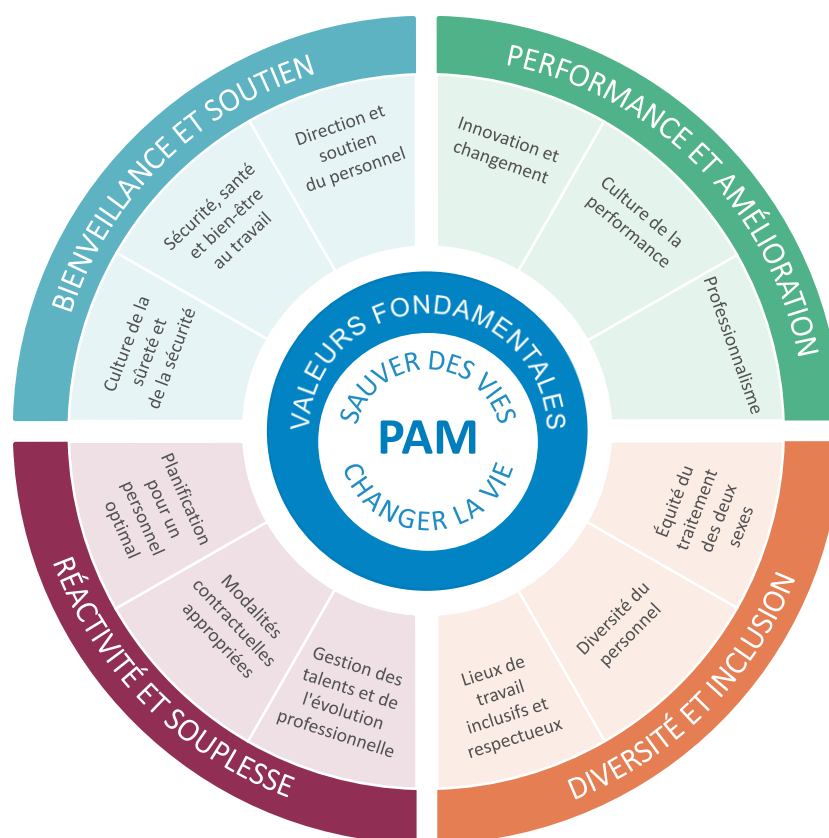 BIENVEILLANCE ET SOUTIEN
Culture de la
sûreté et
de la sécurité
Sécurité, santé
et bien-être
au travail
Direction et
soutien
du personnel
PERFORMANCE ET AMÉLIORATION
Innovation et
changement
Culture de la
performance
Professionnalisme
VALEURS FONDAMENTALES
SAUVER DES VIES
PAM
CHANGER LA VIE
RÉACTIVITÉ ET SOUPLESSE
Planification
pour un
personnel
optimal
Modalités
contractuelles
appropriées
Gestion des
talents et de
l'évolution
professionnelle
DIVERSITÉ ET INCLUSION
Équité du
traitement
des deux
sexes
Diversité du
personnel
Lieux de
travail
inclusifs et
respectueux